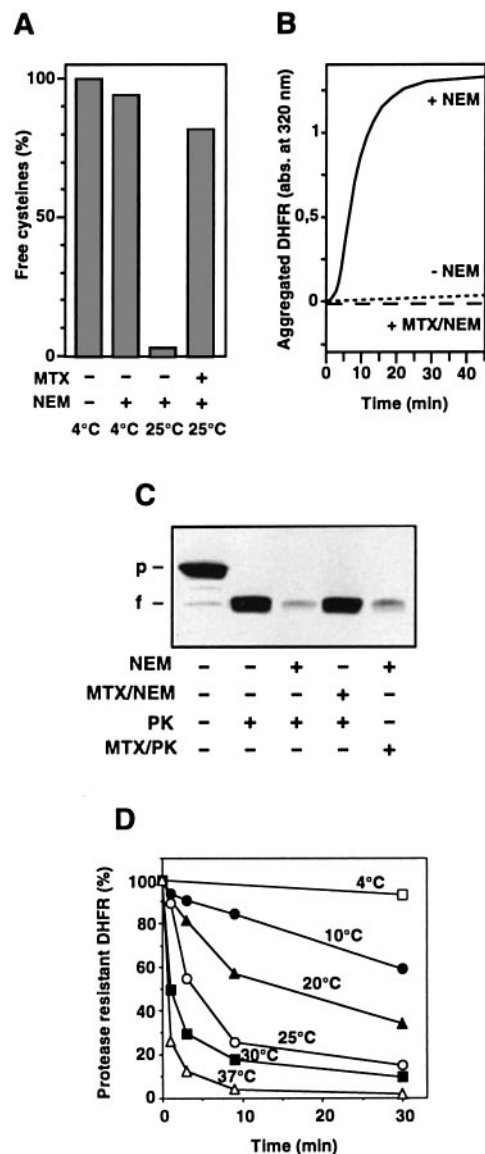 A
Free cysteines (%)
100
50
0
MTX − − − +
NEM − + + +
4°C 4°C 25°C 25°C
B
Aggregated DHFR (abs. at 320 nm)
1
0,5
0
+ NEM
- NEM
+ MTX/NEM
0 10 20 30 40
Time (min)
C
p –
f –
NEM − − + − +
MTX/NEM − − − + −
PK − + + + −
MTX/PK − − − − +
D
Protease resistant DHFR (%)
100
80
60
40
20
0
4°C
10°C
20°C
25°C
30°C
37°C
0 10 20 30
Time (min)